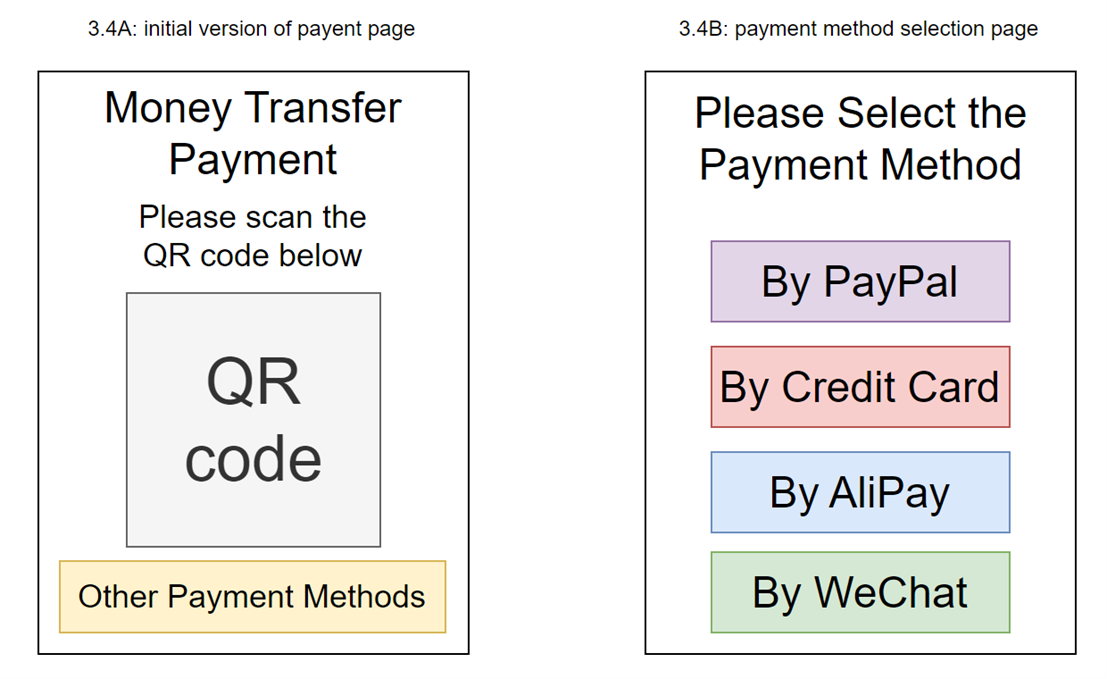 3.4A: initial version of payent page
Money Transfer
Payment
Please scan the
QR code below
QR
code
Other Payment Methods
3.4B: payment method selection page
Please Select the
Payment Method
By PayPal
By Credit Card
By AliPay
By WeChat